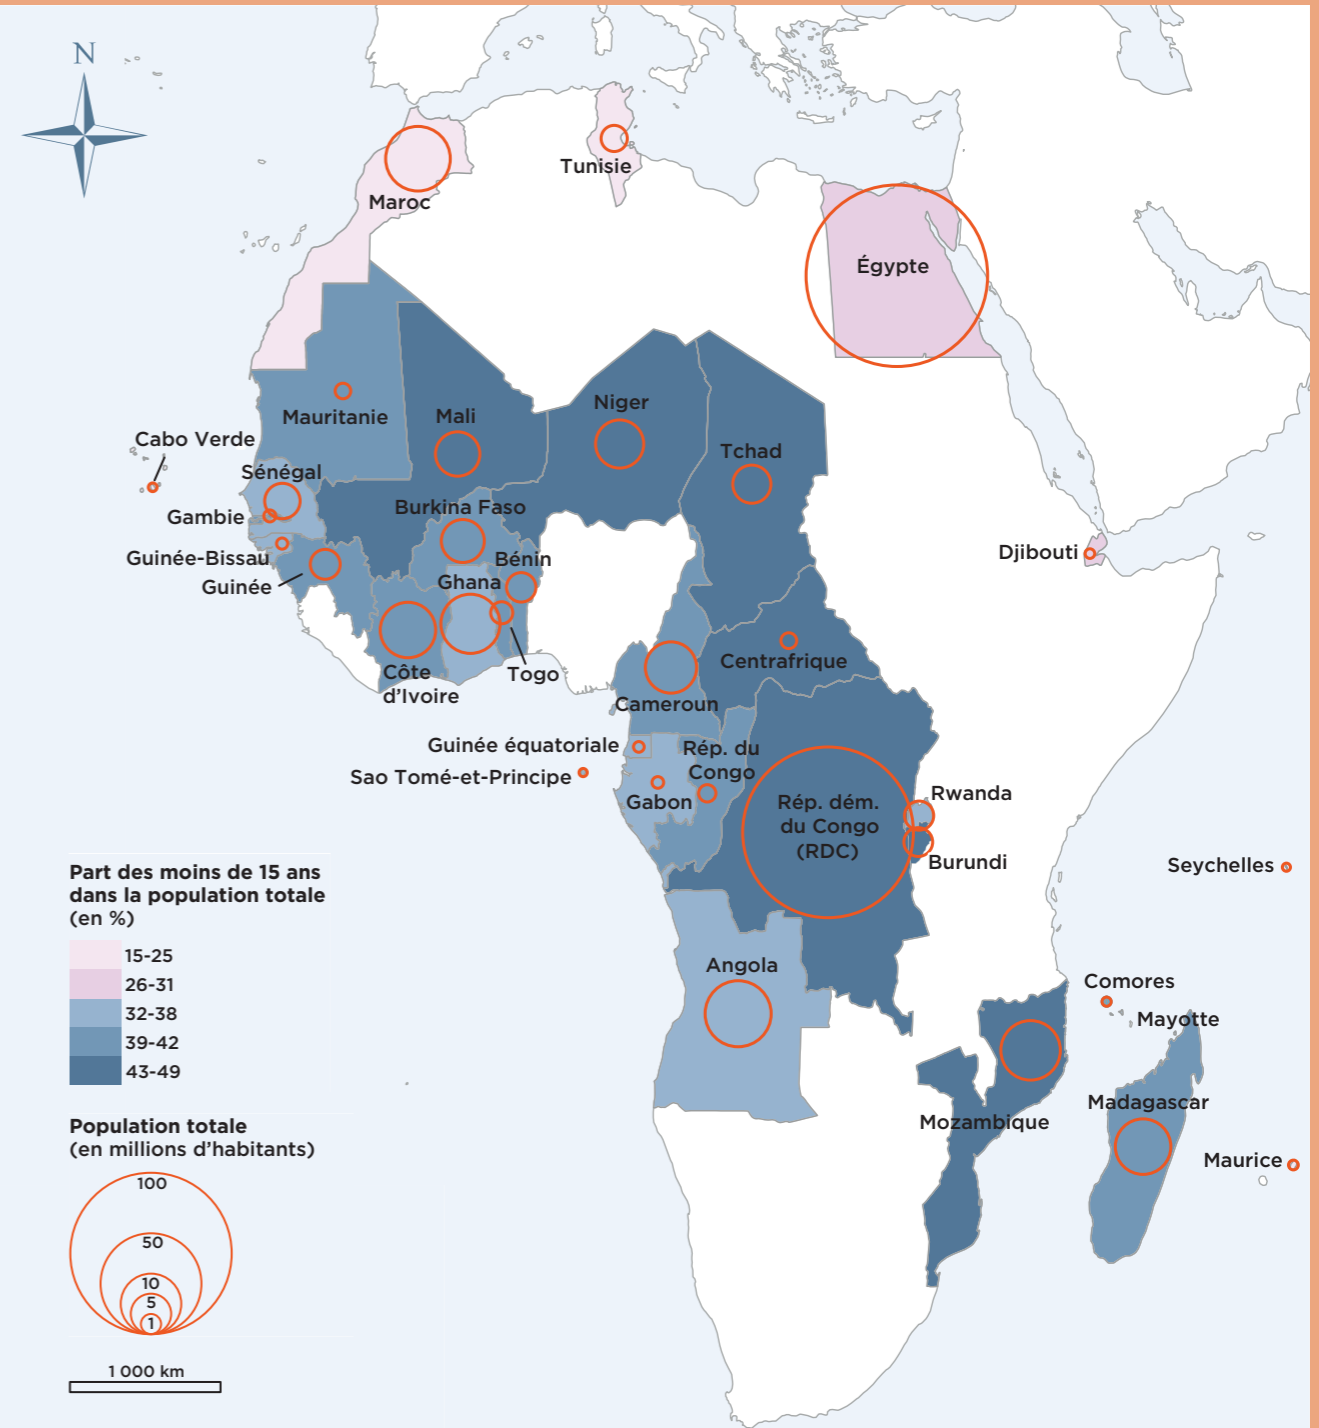 N
Maroc
Tunisie
Égypte
Mauritanie
Mali
Niger
Tchad
Cabo Verde
Sénégal
Gambie
Burkina Faso
Guinée-Bissau
Bénin
Guinée
Ghana
Djibouti
Côte
d’Ivoire
Togo
Centrafrique
Cameroun
Guinée équatoriale
Rép. du
Congo
Sao Tomé-et-Principe
Gabon
Rép. dém.
du Congo
(RDC)
Rwanda
Burundi
Seychelles
Angola
Comores
Mayotte
Mozambique
Madagascar
Maurice
Part des moins de 15 ans
dans la population totale
(en %)
15-25
26-31
32-38
39-42
43-49
Population totale
(en millions d’habitants)
100
50
10
5
1
1 000 km